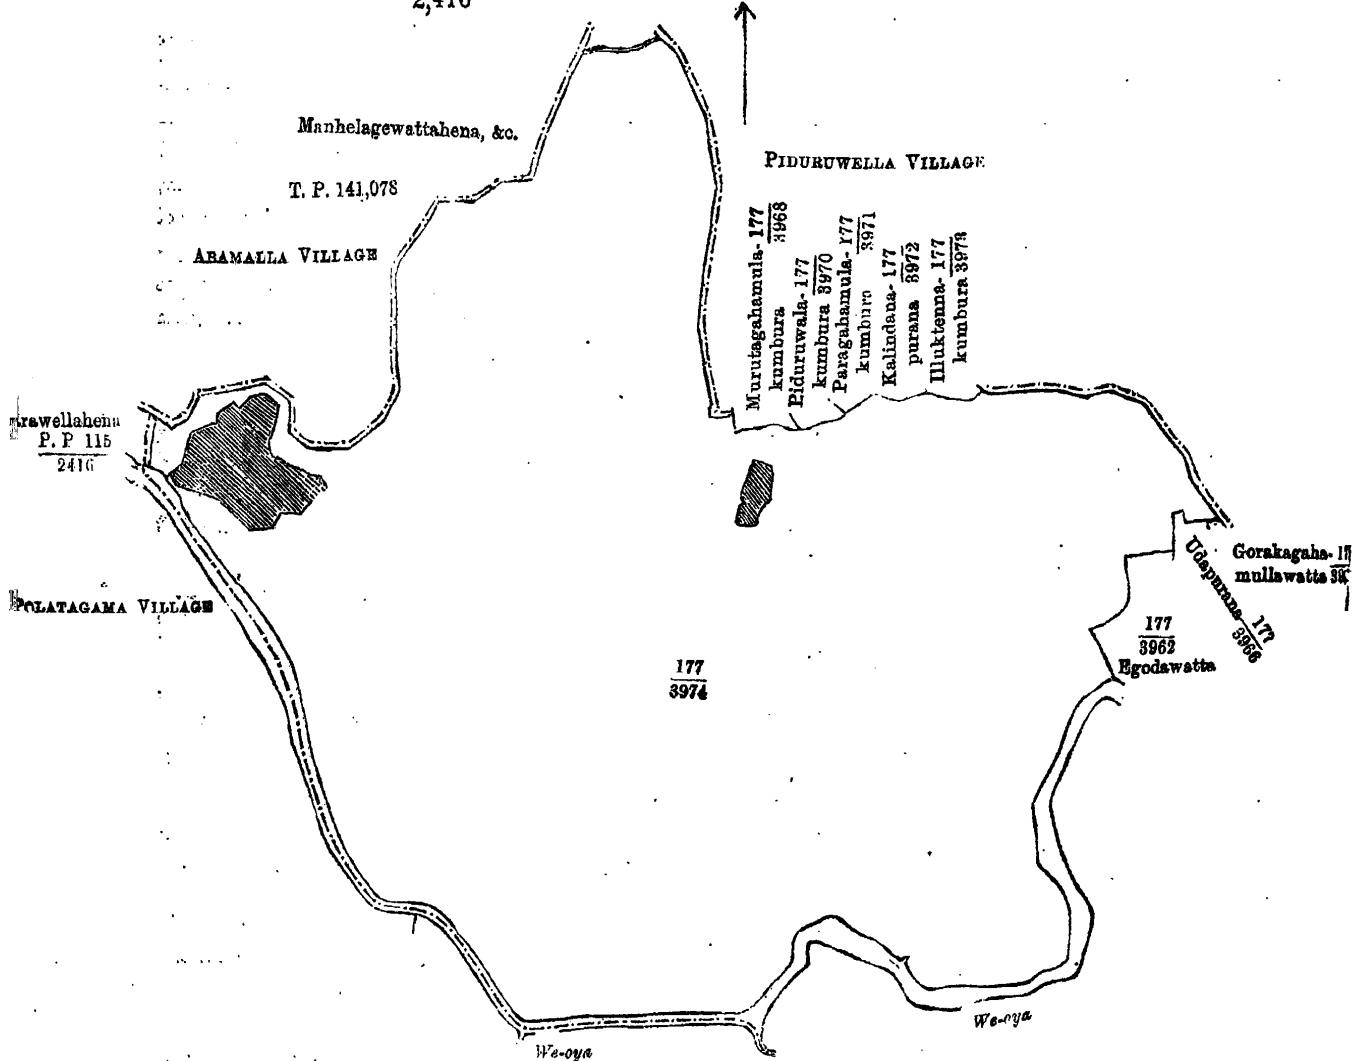 Manhelagewattahena, &c.
T. P. 141,078
ARAMALLA VILLAGE
PIDURUWELLA VILLAGE
Murutagahamula- 177
kumbura 3968
Piduruwala- 177
kumbura 3970
Paragahamula- 177
kumbura 3971
Kalindana- 177
purana 3972
Illuktenna- 177
kumbura 3973
P. P 115
2416
POLATAGAMA VILLAGE
Gorakagaha-
mullawatta
Udapurana 177
3966
177
3962
Egodawatta
177
3974
We-oya
We-oya